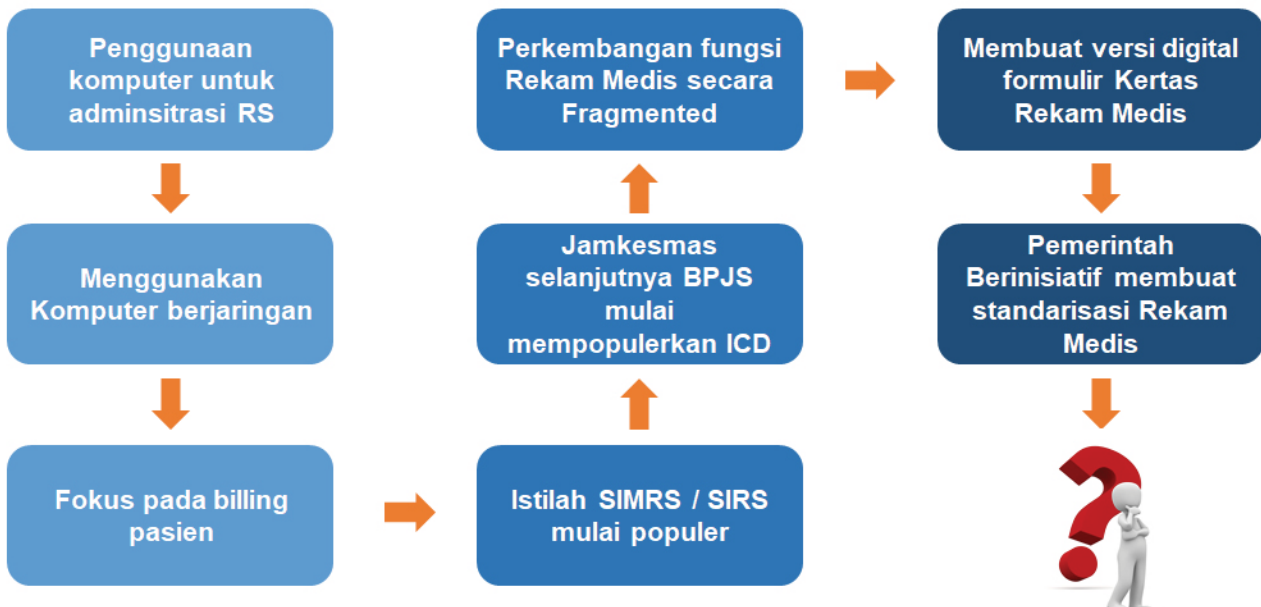 Penggunaan
komputer untuk
adminsitrasi RS
Menggunakan
Komputer berjaringan
Fokus pada billing
pasien
Istilah SIMRS / SIRS
mulai populer
Jamkesmas
selanjutnya BPJS
mulai
mempopulerkan ICD
Perkembangan fungsi
Rekam Medis secara
Fragmented
Membuat versi digital
formulir Kertas
Rekam Medis
Pemerintah
Berinisiatif membuat
standarisasi Rekam
Medis
?